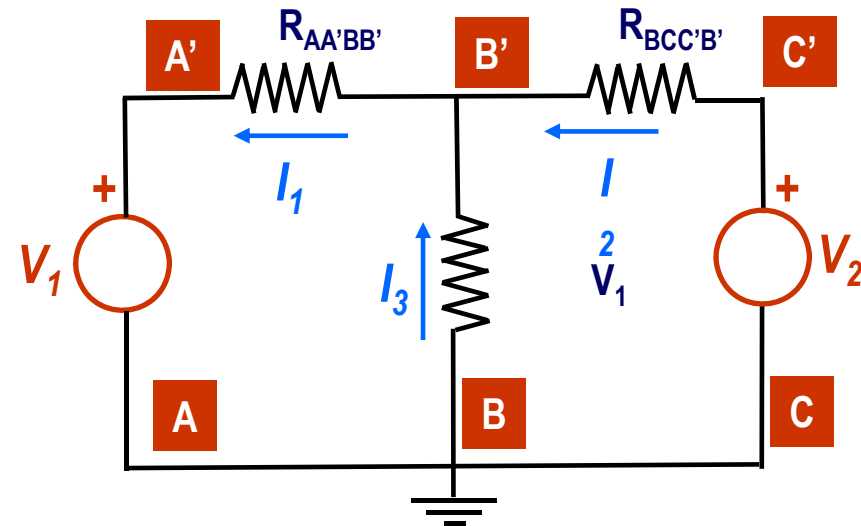 R_AA’BB’
R_BCC’B’
A’
B’
C’
+
+
I_1
I
2
V_1
V_1
V_2
I_3
A
B
C